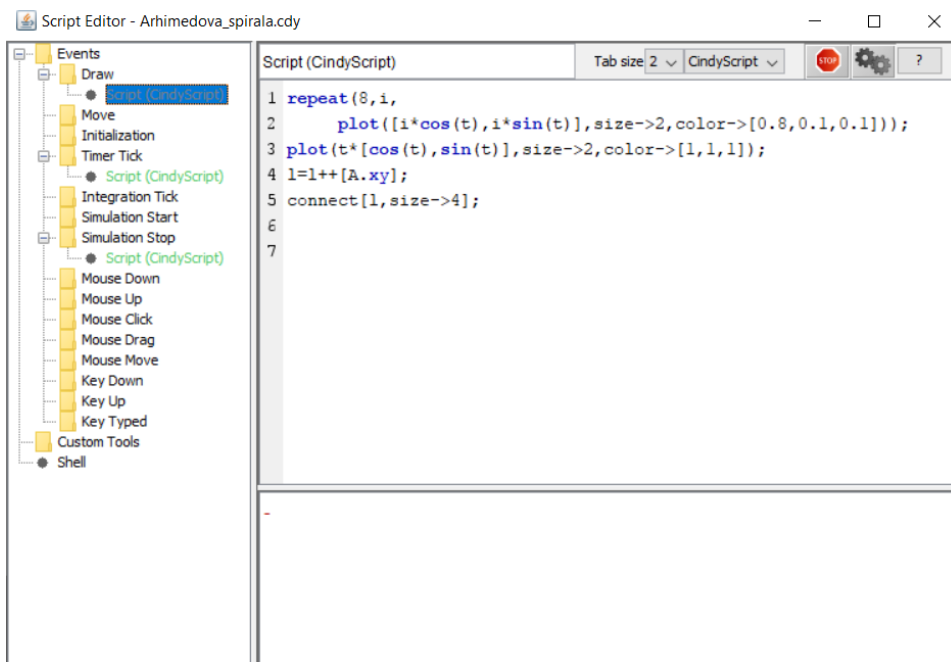 Script Editor - Arhimedova_spirala.cdy
Events
Draw
Script (CindyScript)
Move
Initialization
Timer Tick
Script (CindyScript)
Integration Tick
Simulation Start
Simulation Stop
Script (CindyScript)
Mouse Down
Mouse Up
Mouse Click
Mouse Drag
Mouse Move
Key Down
Key Up
Key Typed
Custom Tools
Shell
Script (CindyScript) Tab size 2 CindyScript STOP ?
1 repeat(8,i,
2 plot([i*cos(t),i*sin(t)],size->2,color->[0.8,0.1,0.1]));
3 plot(t*[cos(t),sin(t)],size->2,color->[1,1,1]);
4 l=l++[A.xy];
5 connect[l,size->4];
6
7